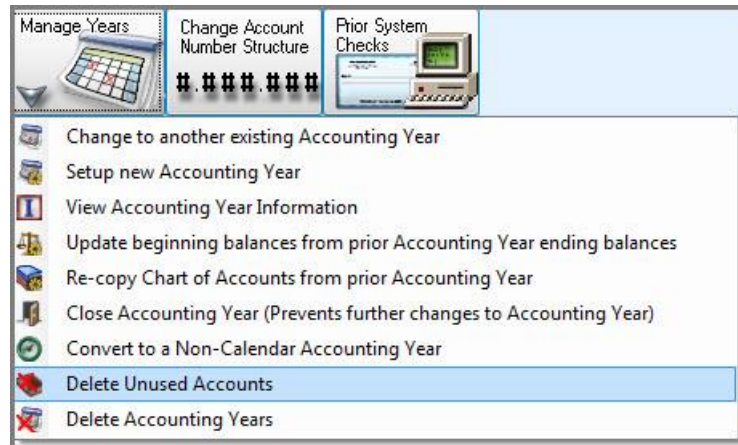 Manage Years
Change Account
Number Structure
#.###.###
Prior System
Checks
Change to another existing Accounting Year
Setup new Accounting Year
View Accounting Year Information
Update beginning balances from prior Accounting Year ending balances
Re-copy Chart of Accounts from prior Accounting Year
Close Accounting Year (Prevents further changes to Accounting Year)
Convert to a Non-Calendar Accounting Year
Delete Unused Accounts
Delete Accounting Years